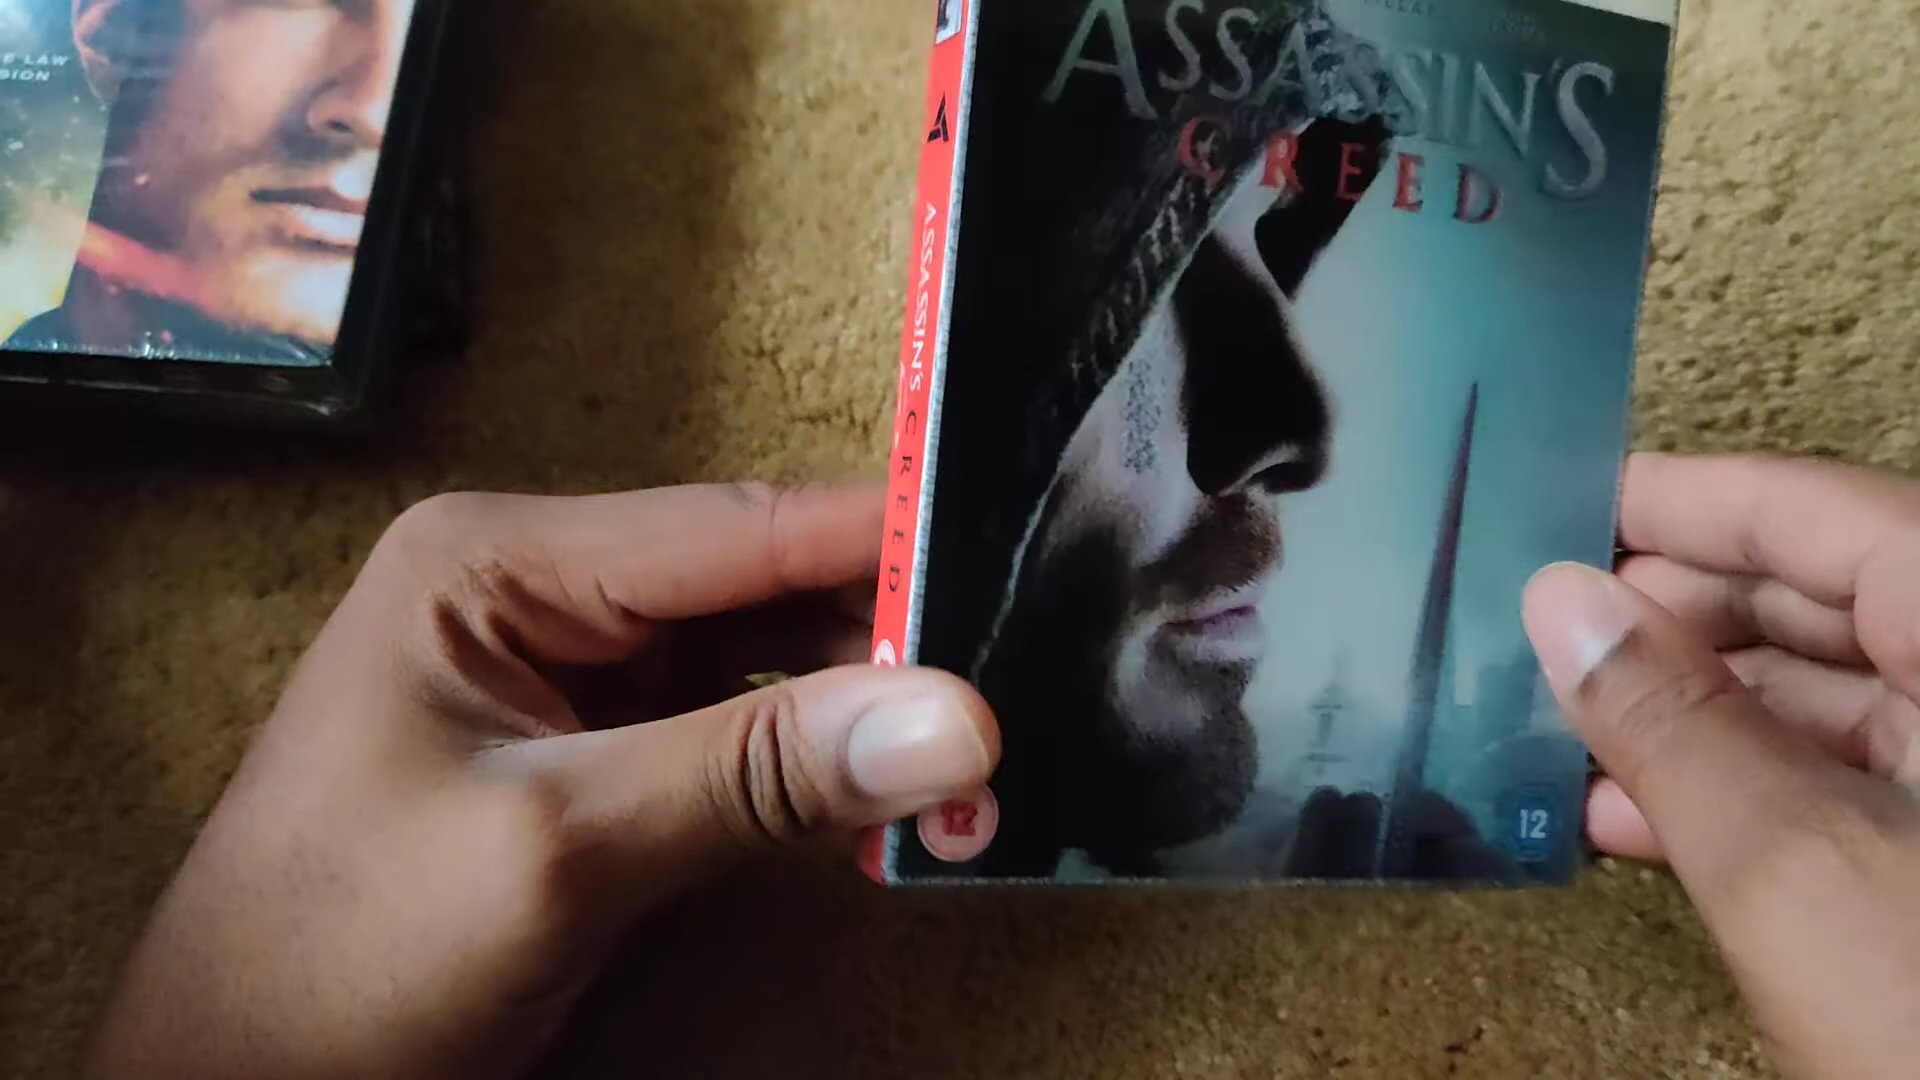 E LAW
SION
ASSASSIN'S
CREED
ASSASSIN'S CREED
12
12